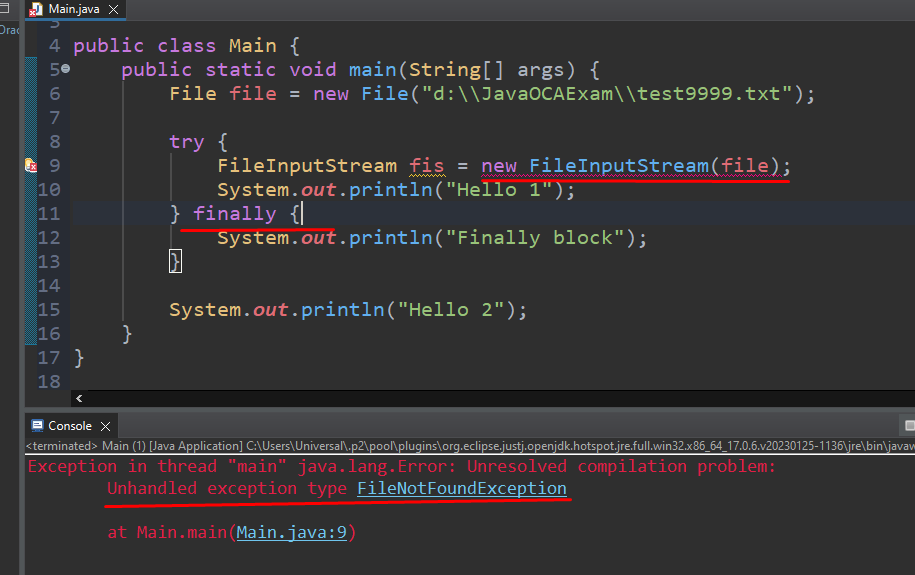 Main.java
Orac
3
4 public class Main {
5 public static void main(String[] args) {
6 File file = new File("d:\\JavaOCAExam\\test9999.txt");
7
8 try {
9 FileInputStream fis = new FileInputStream(file);
10 System.out.println("Hello 1");
11 } finally {
12 System.out.println("Finally block");
13 }
14
15 System.out.println("Hello 2");
16 }
17 }
18
Console
<terminated> Main (1) [Java Application] C:\Users\Universal\.p2\pool\plugins\org.eclipse.justj.openjdk.hotspot.jre.full.win32.x86_64_17.0.6.v20230125-1136\jre\bin\javaw
Exception in thread "main" java.lang.Error: Unresolved compilation problem:
Unhandled exception type FileNotFoundException
at Main.main(Main.java:9)